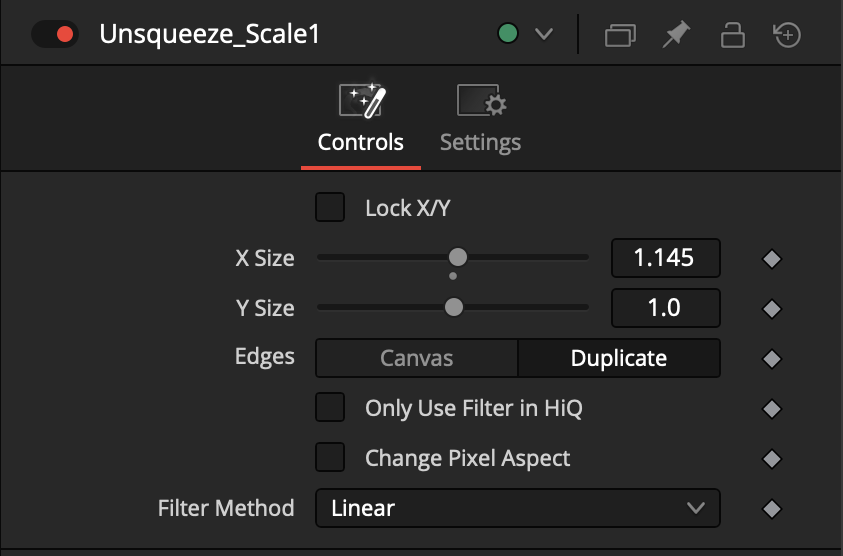 Unsqueeze_Scale1
Controls Settings
Lock X/Y
X Size 1.145
Y Size 1.0
Edges Canvas Duplicate
Only Use Filter in HiQ
Change Pixel Aspect
Filter Method Linear